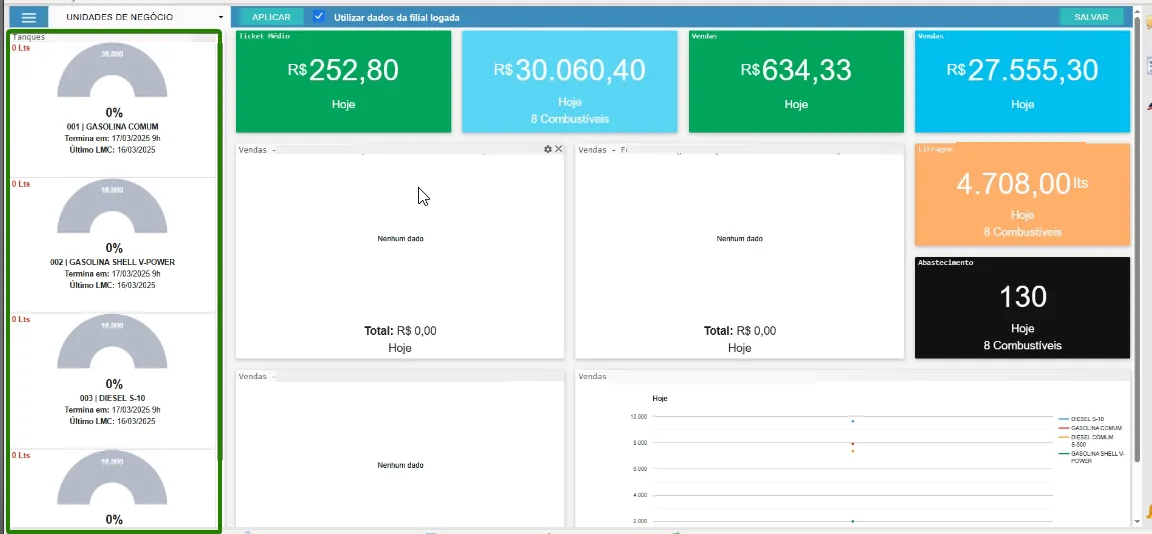 UNIDADES DE NEGÓCIO
APLICAR
Utilizar dados da filial logada
SALVAR
Tanques
0 Lts
35.000
0%
001 | GASOLINA COMUM
Termina em: 17/03/2025 9h
Último LMC: 16/03/2025
0 Lts
16.000
0%
002 | GASOLINA SHELL V-POWER
Termina em: 17/03/2025 9h
Último LMC: 16/03/2025
0 Lts
16.000
0%
003 | DIESEL S-10
Termina em: 17/03/2025 9h
Último LMC: 16/03/2025
0 Lts
16.000
0%
Ticket Médio
R$252,80
Hoje
R$30.060,40
Hoje
8 Combustíveis
Vendas
R$634,33
Hoje
Vendas
R$27.555,30
Hoje
Vendas -
Nenhum dado
Total: R$ 0,00
Hoje
Vendas -
Nenhum dado
Total: R$ 0,00
Hoje
Litragem
4.708,00lts
Hoje
8 Combustíveis
Abastecimento
130
Hoje
8 Combustíveis
Vendas -
Nenhum dado
Vendas
Hoje
10.000
8.000
6.000
4.000
2.000
DIESEL S-10
GASOLINA COMUM
DIESEL COMUM
S-500
GASOLINA SHELL V-
POWER